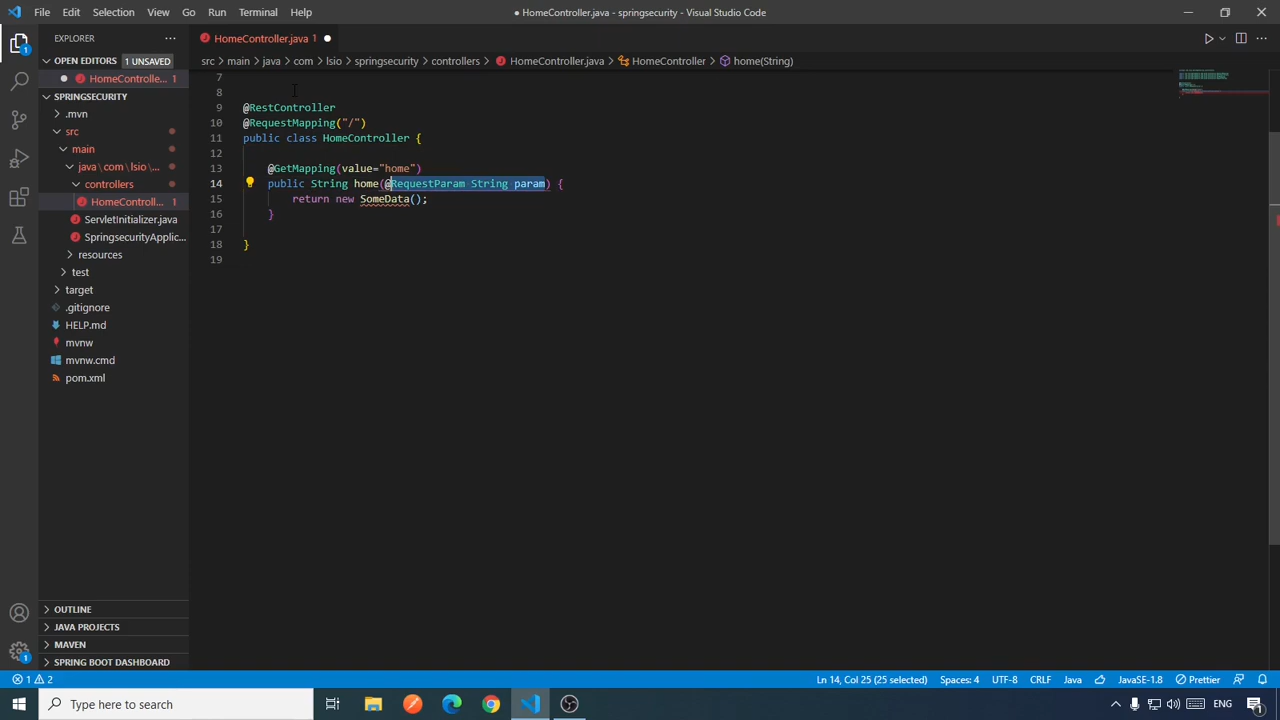 File Edit Selection View Go Run Terminal Help
● HomeController.java - springsecurity - Visual Studio Code
EXPLORER
OPEN EDITORS 1 UNSAVED
HomeControlle... 1
SPRINGSECURITY
.mvn
src
main
java\com\lsio\...
controllers
HomeControll... 1
ServletInitializer.java
SpringsecurityApplic...
resources
test
target
.gitignore
HELP.md
mvnw
mvnw.cmd
pom.xml
OUTLINE
JAVA PROJECTS
MAVEN
SPRING BOOT DASHBOARD
HomeController.java 1
src > main > java > com > lsio > springsecurity > controllers > HomeController.java > HomeController > home(String)
7
8
9 @RestController
10 @RequestMapping("/")
11 public class HomeController {
12
13 @GetMapping(value="home")
14 public String home(@RequestParam String param) {
15 return new SomeData();
16 }
17
18 }
19
1 2
Ln 14, Col 25 (25 selected) Spaces: 4 UTF-8 CRLF Java JavaSE-1.8 Prettier
Type here to search
ENG